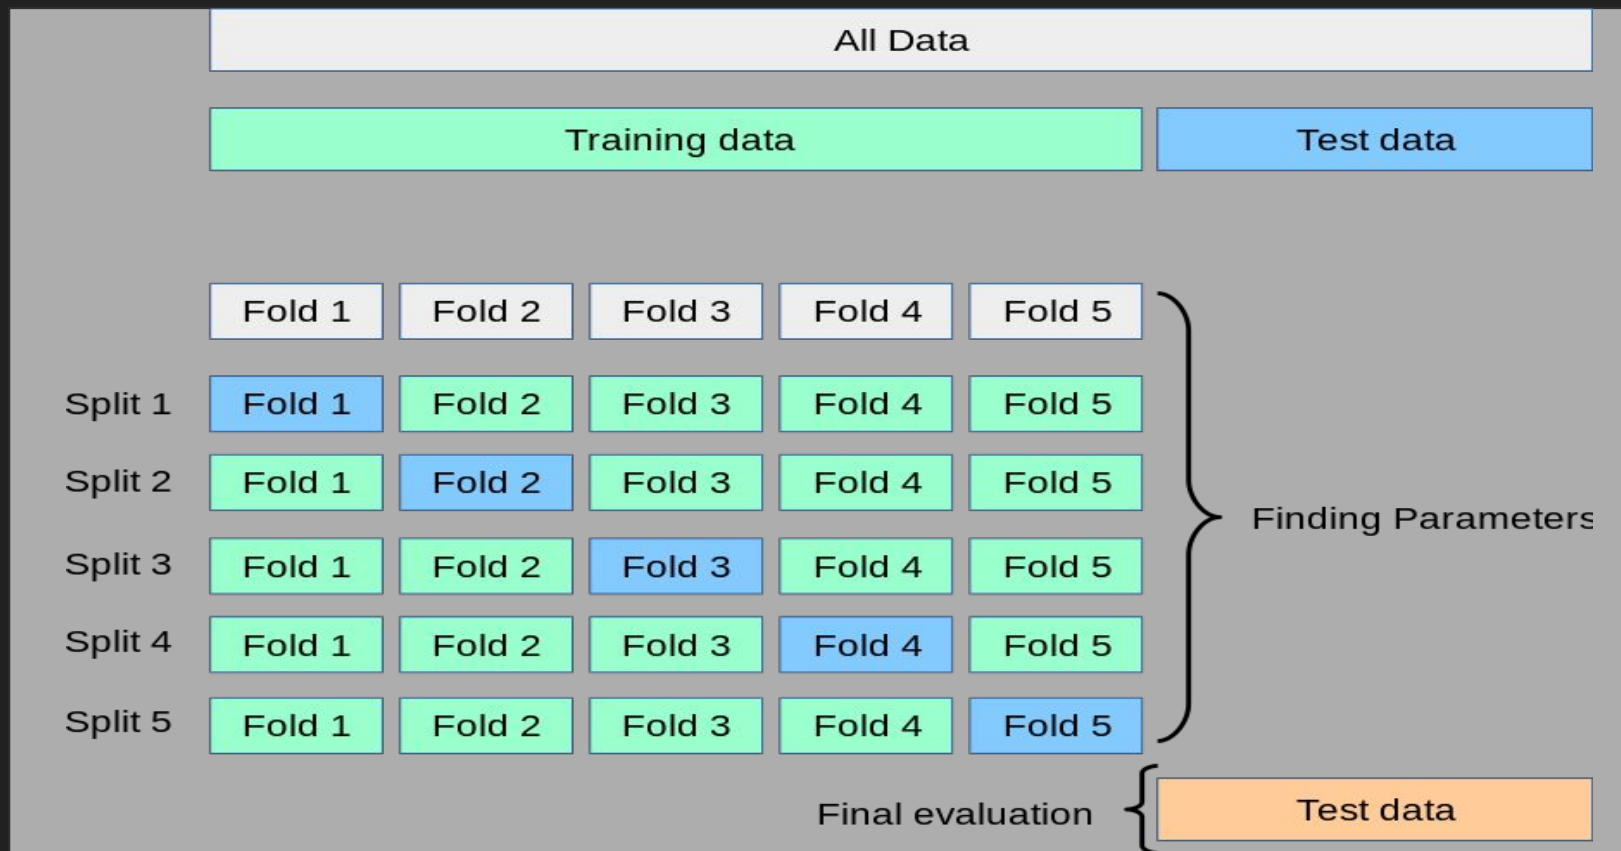 All Data
Training data Test data
Fold 1 Fold 2 Fold 3 Fold 4 Fold 5
Split 1 Fold 1 Fold 2 Fold 3 Fold 4 Fold 5
Split 2 Fold 1 Fold 2 Fold 3 Fold 4 Fold 5
Finding Parameters
Split 3 Fold 1 Fold 2 Fold 3 Fold 4 Fold 5
Split 4 Fold 1 Fold 2 Fold 3 Fold 4 Fold 5
Split 5 Fold 1 Fold 2 Fold 3 Fold 4 Fold 5
Final evaluation Test data